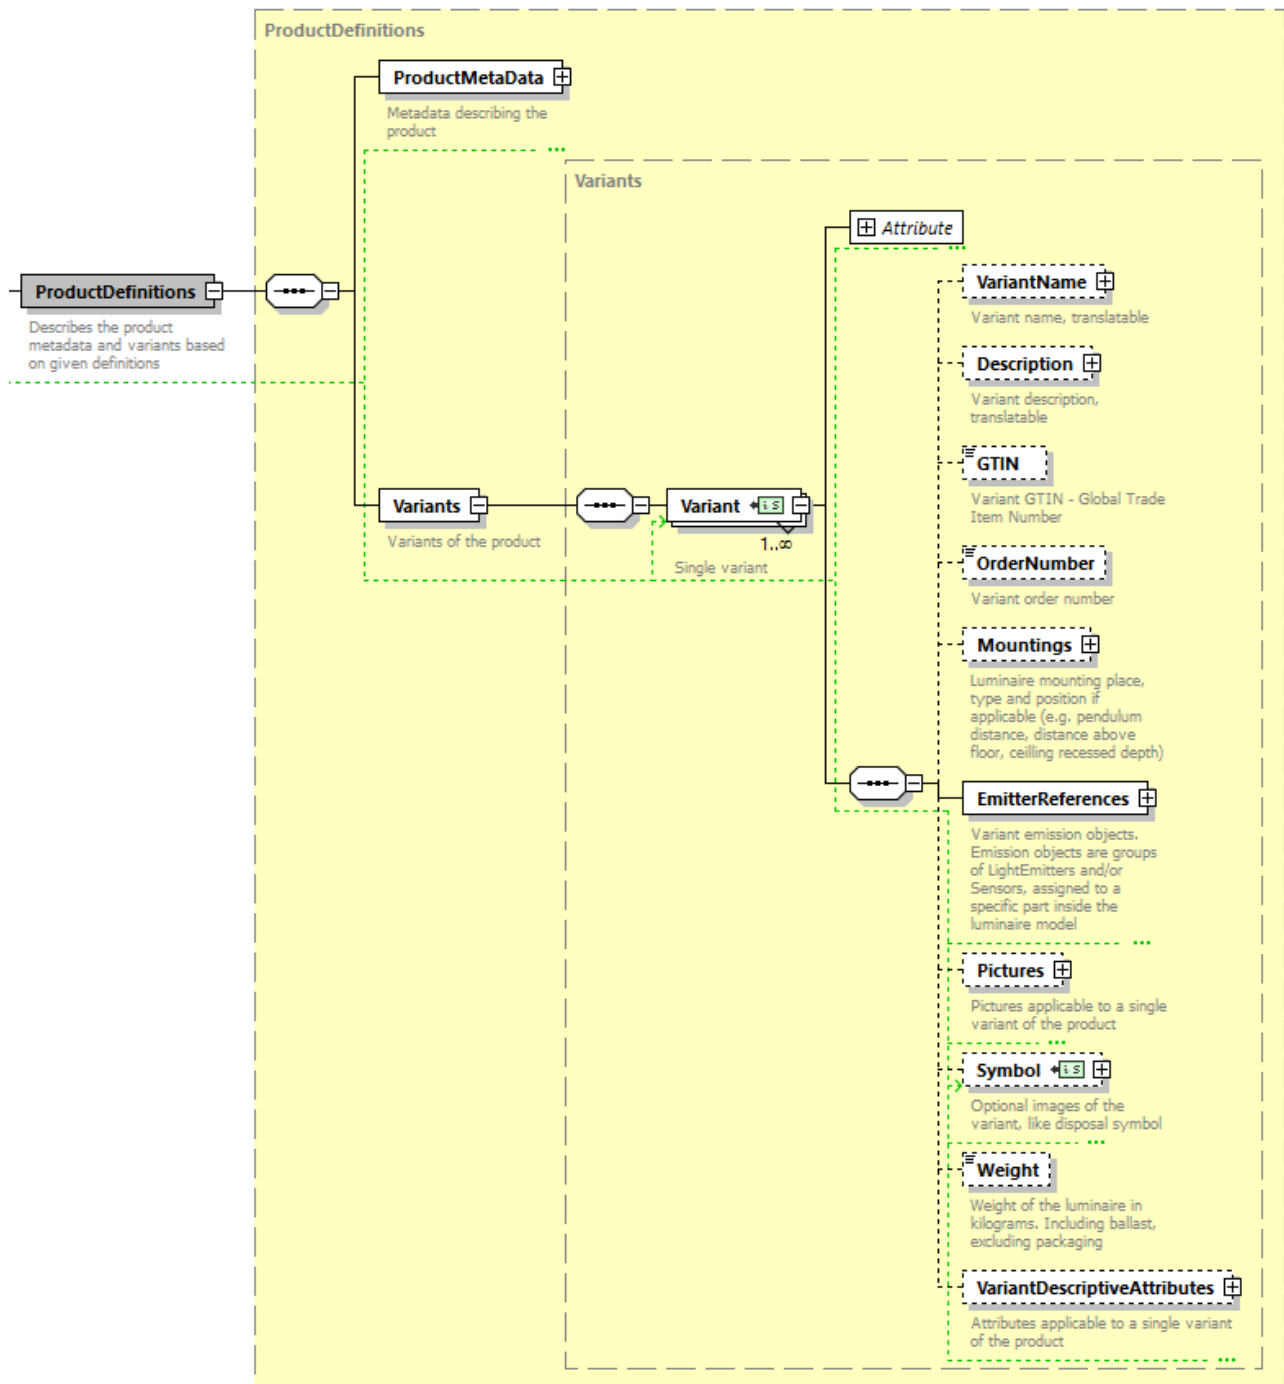 ProductDefinitions
ProductMetaData
Metadata describing the
product
Variants
Attribute
VariantName
Variant name, translatable
ProductDefinitions
Describes the product
metadata and variants based
on given definitions
Description
Variant description,
translatable
GTIN
Variant GTIN - Global Trade
Item Number
Variants
Variants of the product
Variant
is
1..∞
Single variant
OrderNumber
Variant order number
Mountings
Luminaire mounting place,
type and position if
applicable (e.g. pendulum
distance, distance above
floor, ceilling recessed depth)
EmitterReferences
Variant emission objects.
Emission objects are groups
of LightEmitters and/or
Sensors, assigned to a
specific part inside the
luminaire model
Pictures
Pictures applicable to a single
variant of the product
Symbol
is
Optional images of the
variant, like disposal symbol
Weight
Weight of the luminaire in
kilograms. Including ballast,
excluding packaging
VariantDescriptiveAttributes
Attributes applicable to a single variant
of the product